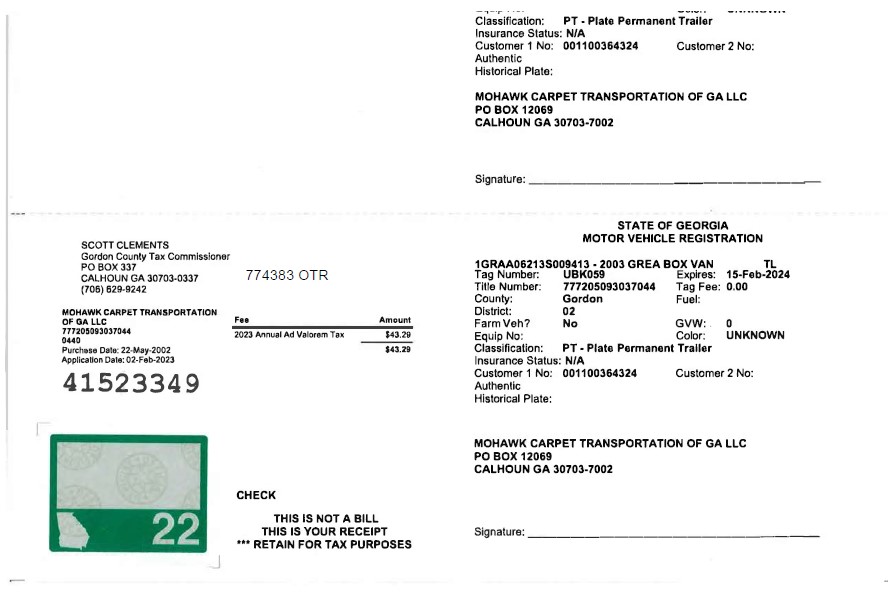 Classification: PT - Plate Permanent Trailer
Insurance Status: N/A
Customer 1 No: 001100364324 Customer 2 No:
Authentic
Historical Plate:
MOHAWK CARPET TRANSPORTATION OF GA LLC
PO BOX 12069
CALHOUN GA 30703-7002
Signature:
SCOTT CLEMENTS
Gordon County Tax Commissioner
PO BOX 337
CALHOUN GA 30703-0337
(706) 629-9242
774383 OTR
MOHAWK CARPET TRANSPORTATION
OF GA LLC
777205093037044
0440
Purchase Date: 22-May-2002
Application Date: 02-Feb-2023
41523349
Fee Amount
2023 Annual Ad Valorem Tax $43.29
$43.29
22
CHECK
THIS IS NOT A BILL
THIS IS YOUR RECEIPT
*** RETAIN FOR TAX PURPOSES
STATE OF GEORGIA
MOTOR VEHICLE REGISTRATION
1GRAA06213S009413 - 2003 GREA BOX VAN TL
Tag Number: UBK059 Expires: 15-Feb-2024
Title Number: 777205093037044 Tag Fee: 0.00
County: Gordon Fuel:
District: 02
Farm Veh? No GVW: 0
Equip No: Color: UNKNOWN
Classification: PT - Plate Permanent Trailer
Insurance Status: N/A
Customer 1 No: 001100364324 Customer 2 No:
Authentic
Historical Plate:
MOHAWK CARPET TRANSPORTATION OF GA LLC
PO BOX 12069
CALHOUN GA 30703-7002
Signature: